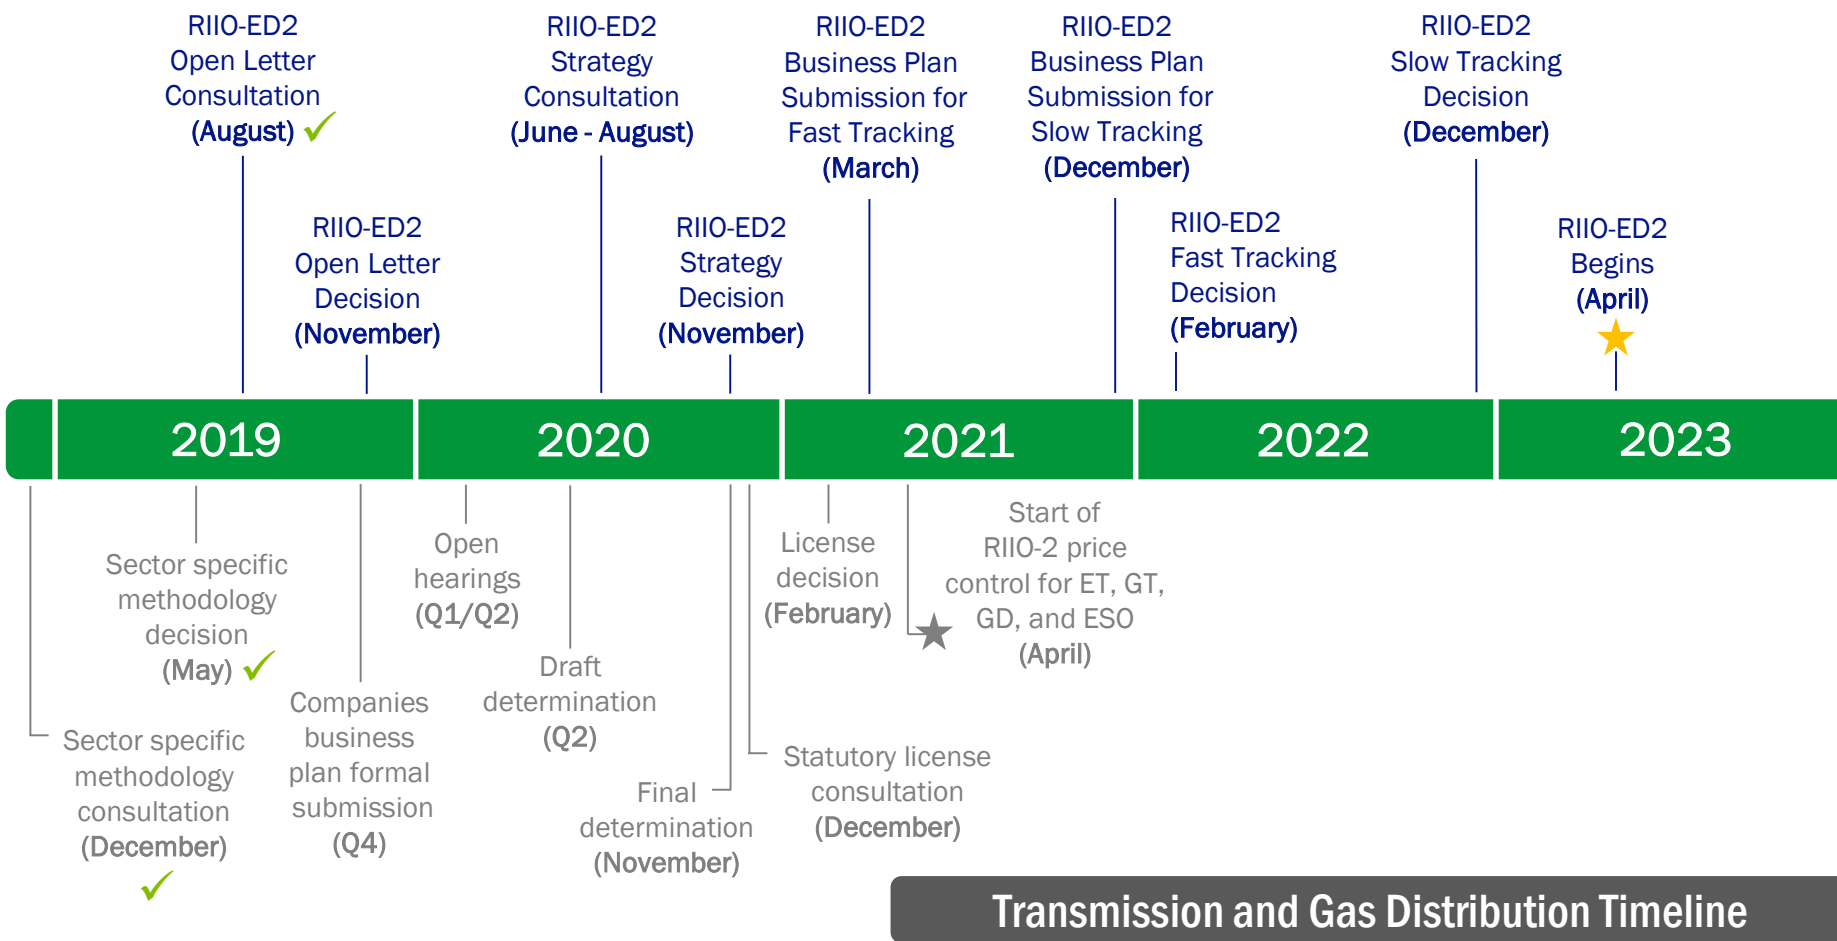 RIIO-ED2
Open Letter
Consultation
(August)
RIIO-ED2
Strategy
Consultation
(June - August)
RIIO-ED2
Business Plan
Submission for
Fast Tracking
(March)
RIIO-ED2
Business Plan
Submission for
Slow Tracking
(December)
RIIO-ED2
Slow Tracking
Decision
(December)
RIIO-ED2
Open Letter
Decision
(November)
RIIO-ED2
Strategy
Decision
(November)
RIIO-ED2
Fast Tracking
Decision
(February)
RIIO-ED2
Begins
(April)
2019
2020
2021
2022
2023
Sector specific
methodology
decision
(May)
Open
hearings
(Q1/Q2)
License
decision
(February)
Start of
RIIO-2 price
control for ET, GT,
GD, and ESO
(April)
Sector specific
methodology
consultation
(December)
Companies
business
plan formal
submission
(Q4)
Draft
determination
(Q2)
Final
determination
(November)
Statutory license
consultation
(December)
Transmission and Gas Distribution Timeline